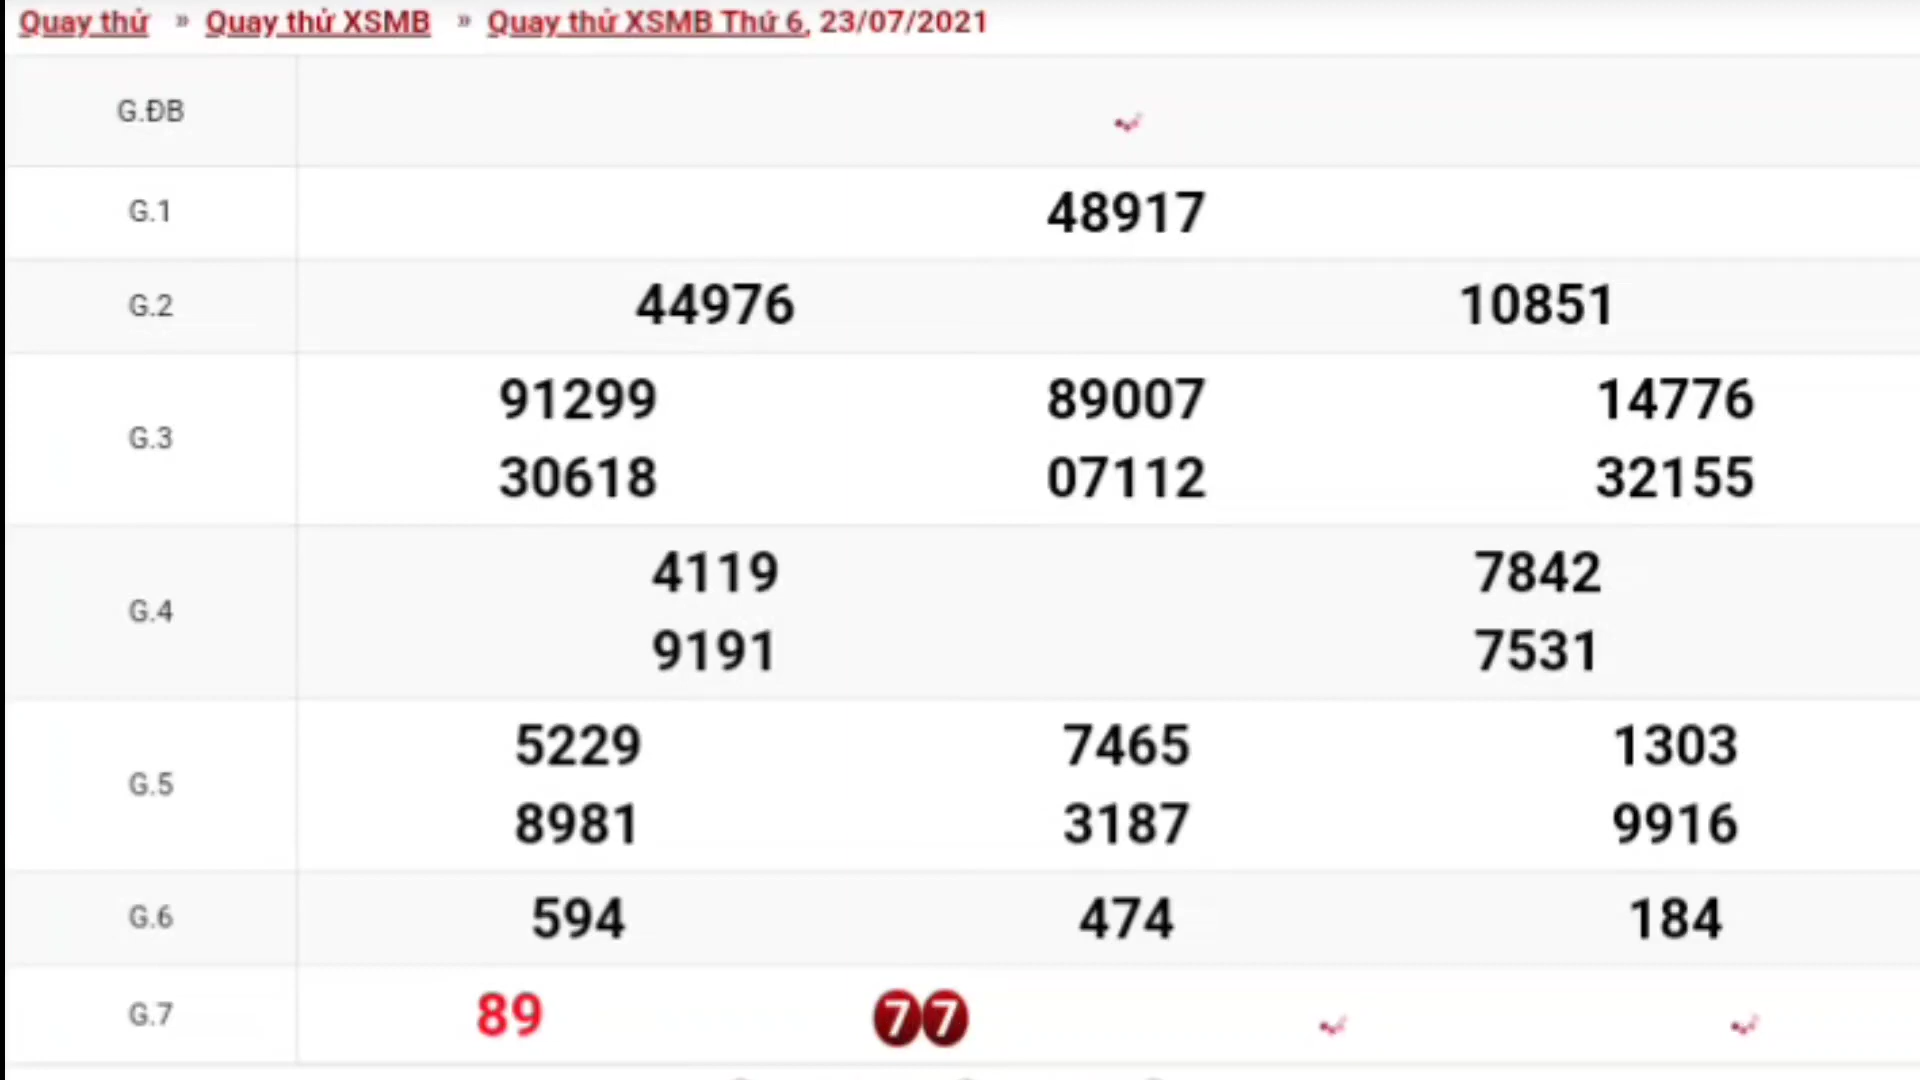 Quay thử » Quay thử XSMB » Quay thử XSMB Thứ 6, 23/07/2021
G.ĐB
G.1 48917
G.2 44976 10851
G.3 91299 89007 14776
30618 07112 32155
G.4 4119 7842
9191 7531
G.5 5229 7465 1303
8981 3187 9916
G.6 594 474 184
G.7 89 77